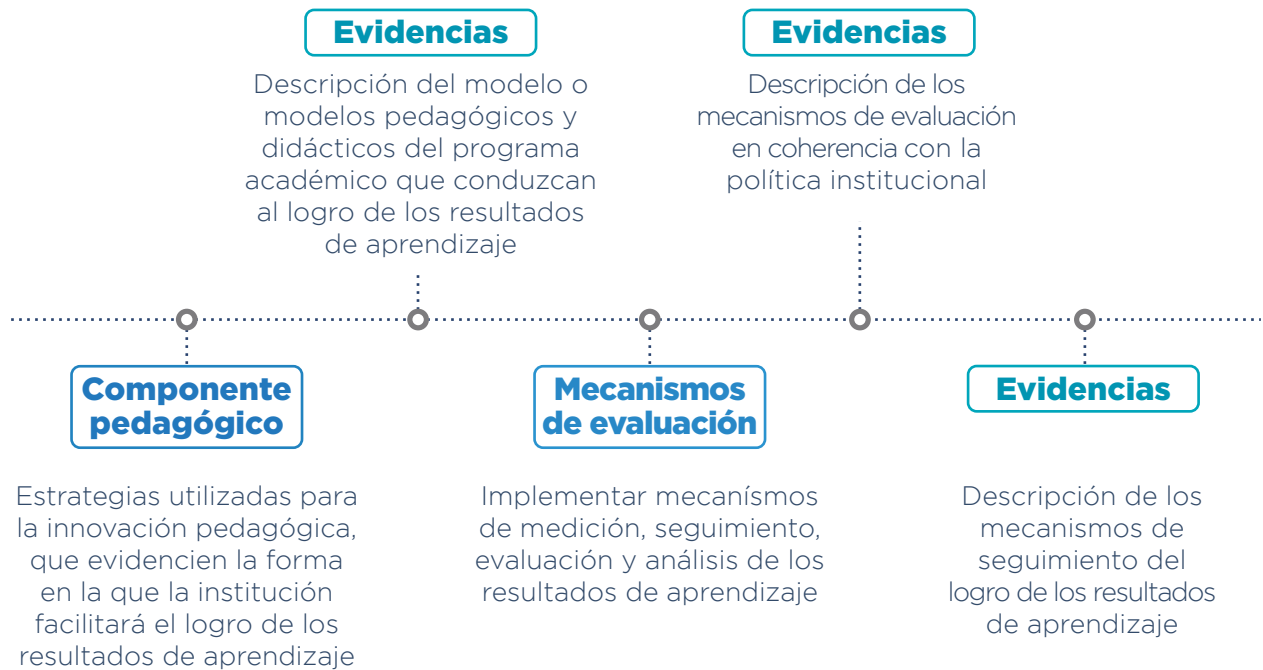 Evidencias
Descripción del modelo o
modelos pedagógicos y
didácticos del programa
académico que conduzcan
al logro de los resultados
de aprendizaje
Evidencias
Descripción de los
mecanismos de evaluación
en coherencia con la
política institucional
Componente
pedagógico
Estrategias utilizadas para
la innovación pedagógica,
que evidencien la forma
en la que la institución
facilitará el logro de los
resultados de aprendizaje
Mecanismos
de evaluación
Implementar mecanísmos
de medición, seguimiento,
evaluación y análisis de los
resultados de aprendizaje
Evidencias
Descripción de los
mecanismos de
seguimiento del
logro de los resultados
de aprendizaje